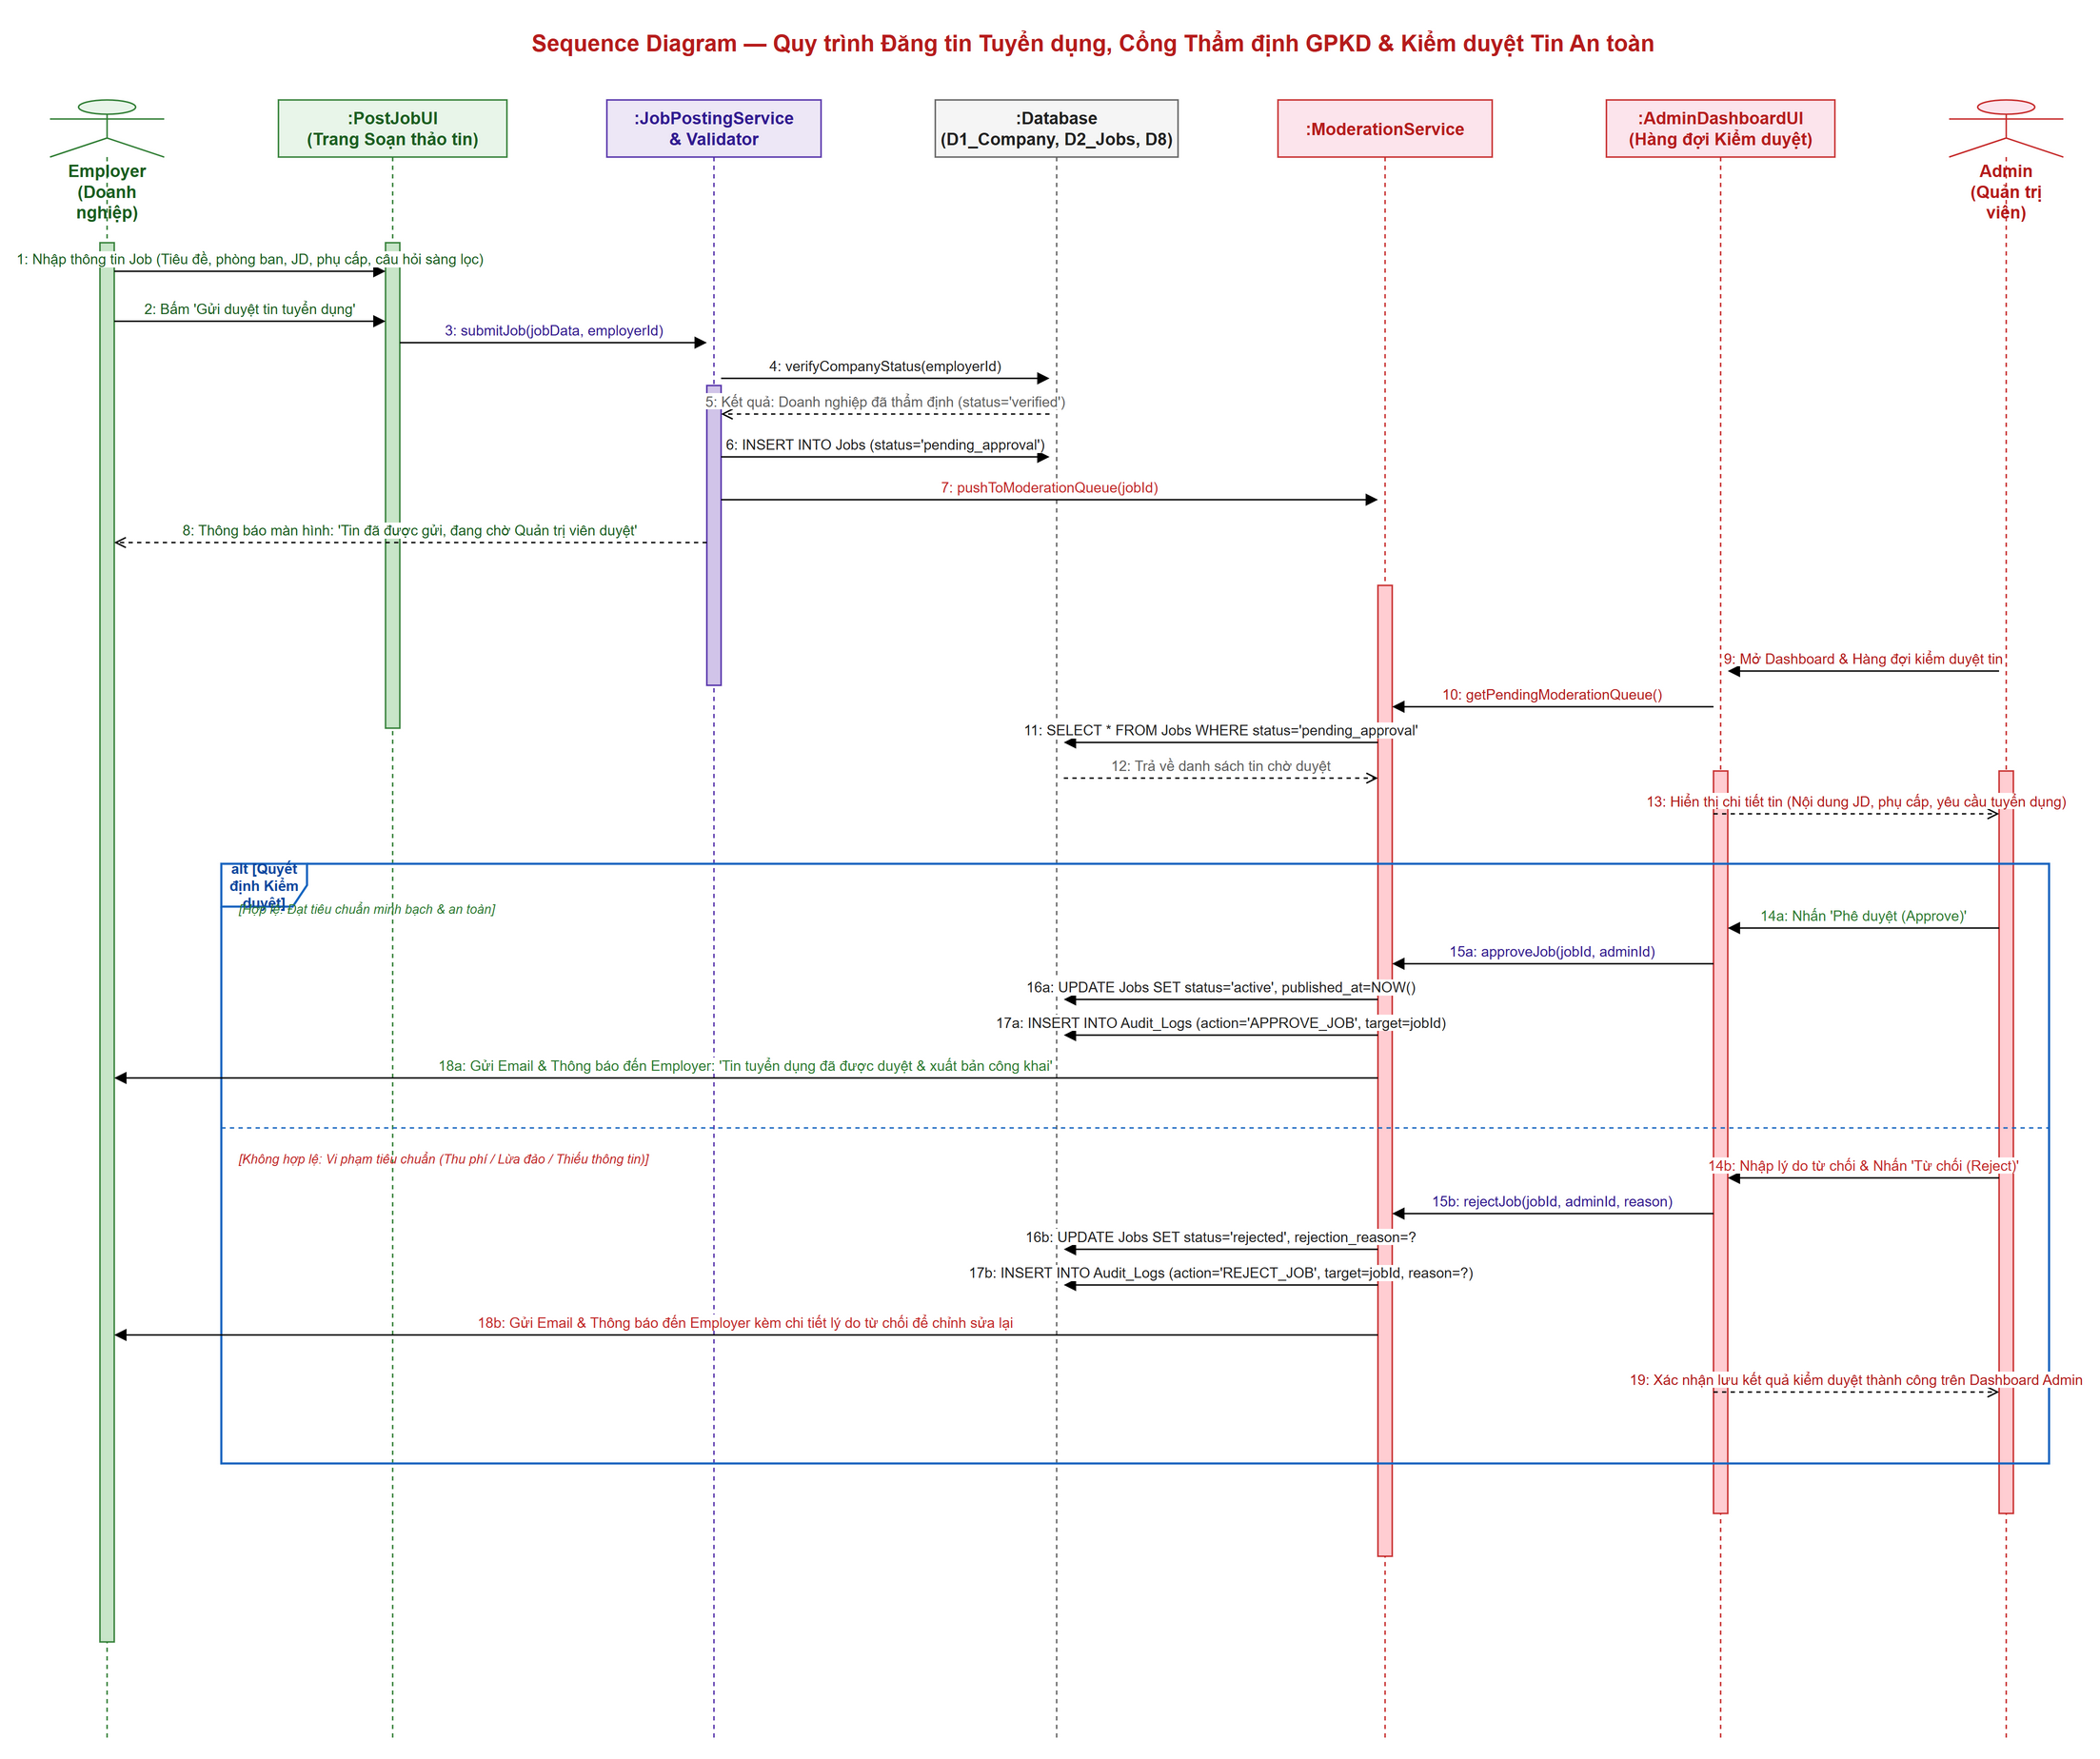 Sequence Diagram — Quy trình Đăng tin Tuyển dụng, Cổng Thẩm định GPKD & Kiểm duyệt Tin An toàn
Employer
(Doanh
nghiệp)
:PostJobUI
(Trang Soạn thảo tin)
:JobPostingService
& Validator
:Database
(D1_Company, D2_Jobs, D8)
:ModerationService
:AdminDashboardUI
(Hàng đợi Kiểm duyệt)
Admin
(Quản trị
viên)
1: Nhập thông tin Job (Tiêu đề, phòng ban, JD, phụ cấp, câu hỏi sàng lọc)
2: Bấm 'Gửi duyệt tin tuyển dụng'
3: submitJob(jobData, employerId)
4: verifyCompanyStatus(employerId)
5: Kết quả: Doanh nghiệp đã thẩm định (status='verified')
6: INSERT INTO Jobs (status='pending_approval')
7: pushToModerationQueue(jobId)
8: Thông báo màn hình: 'Tin đã được gửi, đang chờ Quản trị viên duyệt'
9: Mở Dashboard & Hàng đợi kiểm duyệt tin
10: getPendingModerationQueue()
11: SELECT * FROM Jobs WHERE status='pending_approval'
12: Trả về danh sách tin chờ duyệt
13: Hiển thị chi tiết tin (Nội dung JD, phụ cấp, yêu cầu tuyển dụng)
alt [Quyết
định Kiểm
duyệt]
[Hợp lệ: Đạt tiêu chuẩn minh bạch & an toàn]
14a: Nhấn 'Phê duyệt (Approve)'
15a: approveJob(jobId, adminId)
16a: UPDATE Jobs SET status='active', published_at=NOW()
17a: INSERT INTO Audit_Logs (action='APPROVE_JOB', target=jobId)
18a: Gửi Email & Thông báo đến Employer: 'Tin tuyển dụng đã được duyệt & xuất bản công khai'
[Không hợp lệ: Vi phạm tiêu chuẩn (Thu phí / Lừa đảo / Thiếu thông tin)]
14b: Nhập lý do từ chối & Nhấn 'Từ chối (Reject)'
15b: rejectJob(jobId, adminId, reason)
16b: UPDATE Jobs SET status='rejected', rejection_reason=?
17b: INSERT INTO Audit_Logs (action='REJECT_JOB', target=jobId, reason=?)
18b: Gửi Email & Thông báo đến Employer kèm chi tiết lý do từ chối để chỉnh sửa lại
19: Xác nhận lưu kết quả kiểm duyệt thành công trên Dashboard Admin